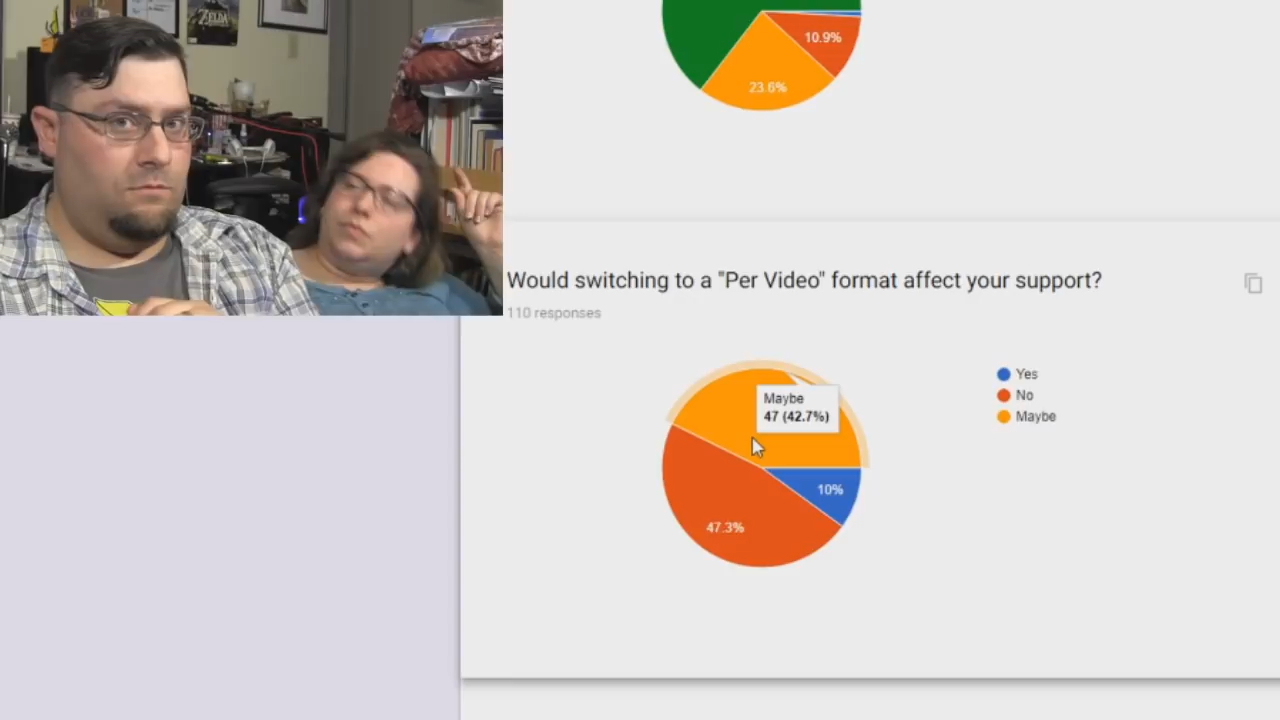 ZELDA
10.9%
23.6%
Would switching to a "Per Video" format affect your support?
110 responses
Maybe
47 (42.7%)
10%
47.3%
Yes
No
Maybe